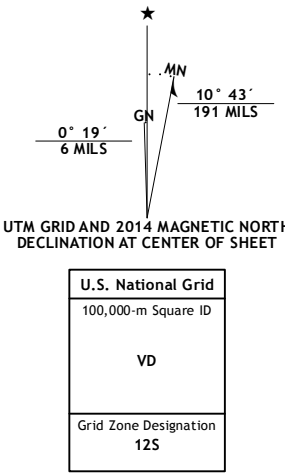 ★
MN
GN
10° 43´
191 MILS
0° 19´
6 MILS
UTM GRID AND 2014 MAGNETIC NORTH
DECLINATION AT CENTER OF SHEET
U.S. National Grid
100,000-m Square ID
VD
Grid Zone Designation
12S